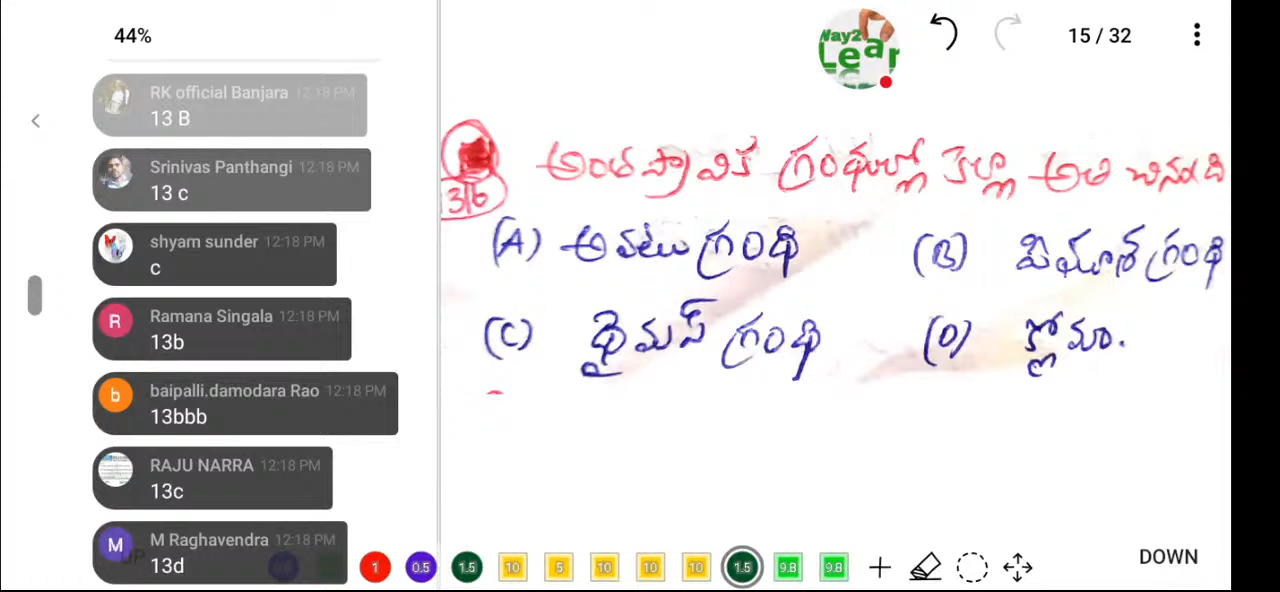 44%
Way2
Lear
15 / 32
RK official Banjara 12:18 PM
13 B
Srinivas Panthangi 12:18 PM
13 c
shyam sunder 12:18 PM
c
R
Ramana Singala 12:18 PM
13b
b
baipalli.damodara Rao 12:18 PM
13bbb
RAJU NARRA 12:18 PM
13c
M
M Raghavendra 12:18 PM
13d
316
అంతస్రావిక గ్రంథుల్లో కెల్లా అతి చిన్నది
(A) అవటు గ్రంథి (B) పియూశ గ్రంథి
(C) థైమస్ గ్రంథి (D) క్లోమా.
UP
1 0.5 1.5 10 5 10 10 10 1.5 9.8 9.8
DOWN